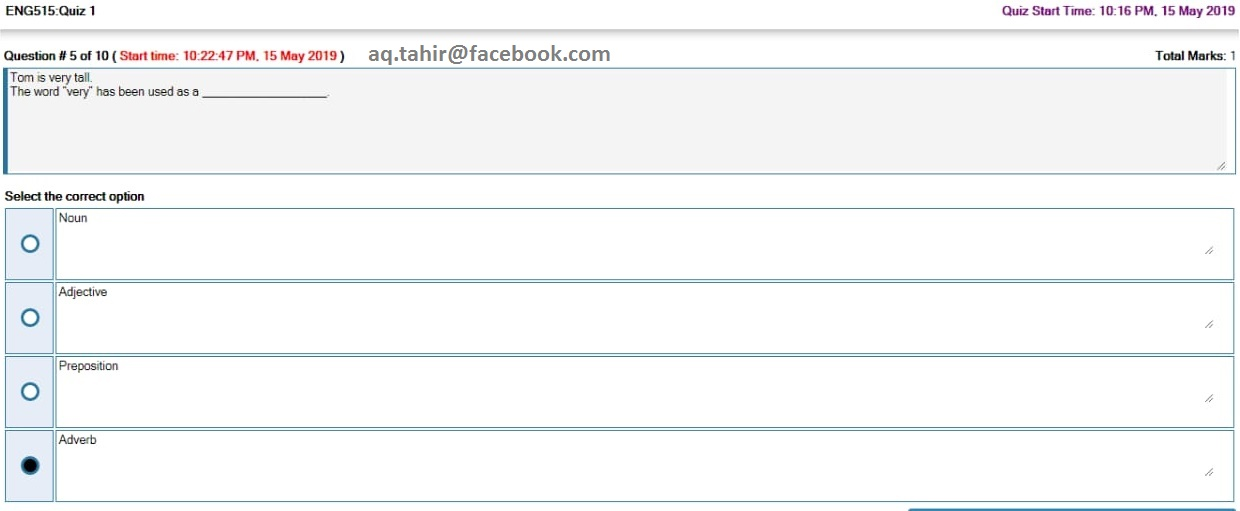 ENG515:Quiz 1 Quiz Start Time: 10:16 PM, 15 May 2019
Question # 5 of 10 ( Start time: 10:22:47 PM, 15 May 2019 ) aq.tahir@facebook.com Total Marks: 1
Tom is very tall.
The word "very" has been used as a ____________________.
Select the correct option
Noun
Adjective
Preposition
Adverb